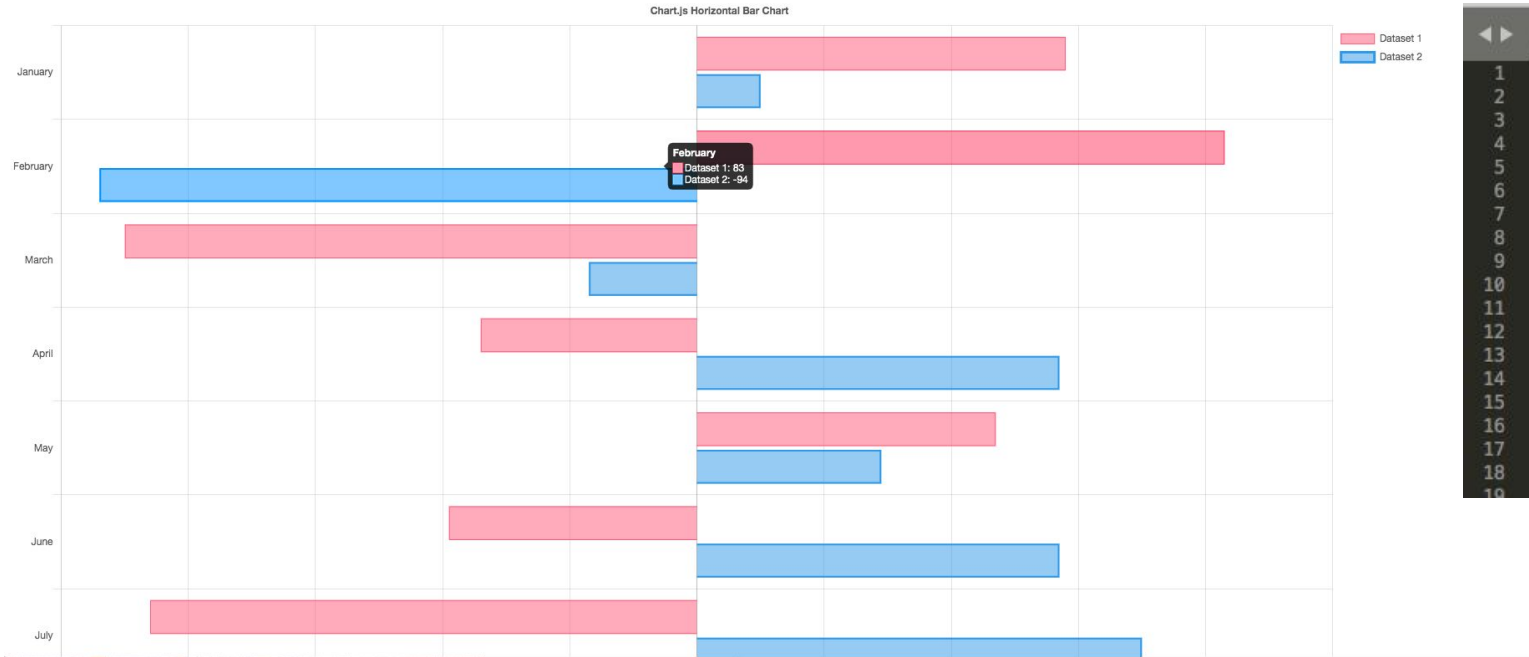 Chart.js Horizontal Bar Chart
Dataset 1
Dataset 2
January
February
February
Dataset 1: 83
Dataset 2: -94
March
April
May
June
July
1
2
3
4
5
6
7
8
9
10
11
12
13
14
15
16
17
18
19